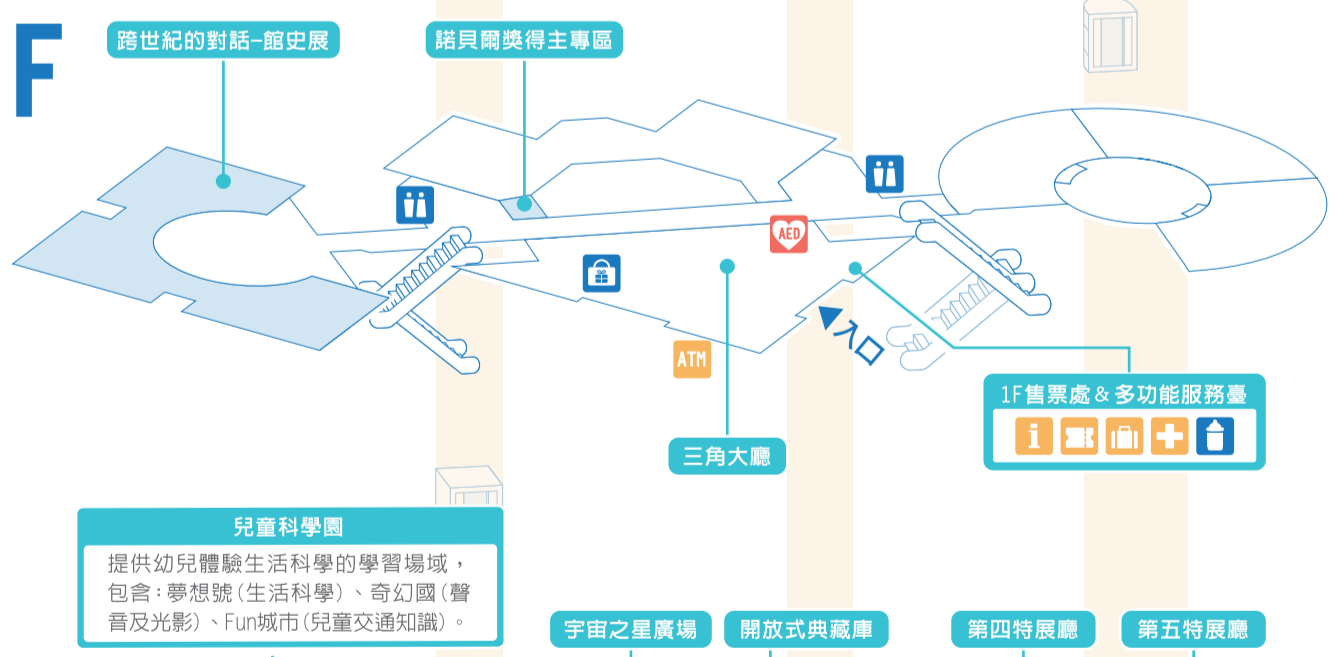 F
跨世紀的對話-館史展
諾貝爾獎得主專區
AED
入口
ATM
1F售票處&多功能服務臺
i
三角大廳
兒童科學園
提供幼兒體驗生活科學的學習場域，
包含：夢想號(生活科學)、奇幻國(聲
音及光影)、Fun城市(兒童交通知識)。
宇宙之星廣場
開放式典藏庫
第四特展廳
第五特展廳